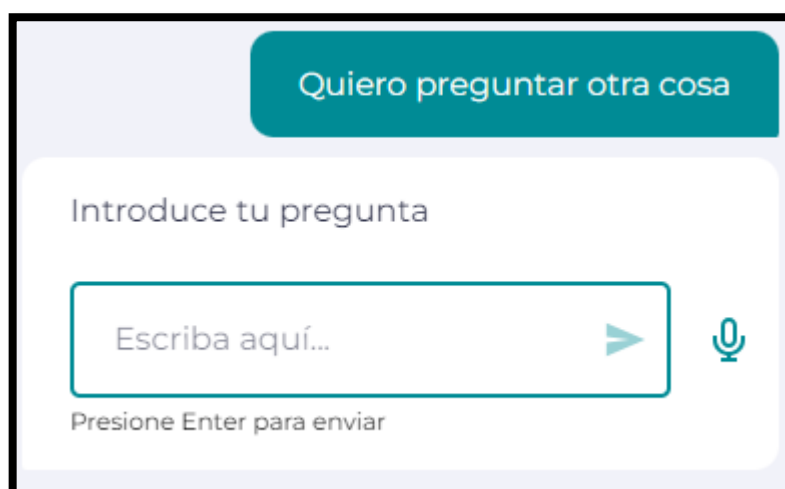 Quiero preguntar otra cosa
Introduce tu pregunta
Escriba aquí...
Presione Enter para enviar